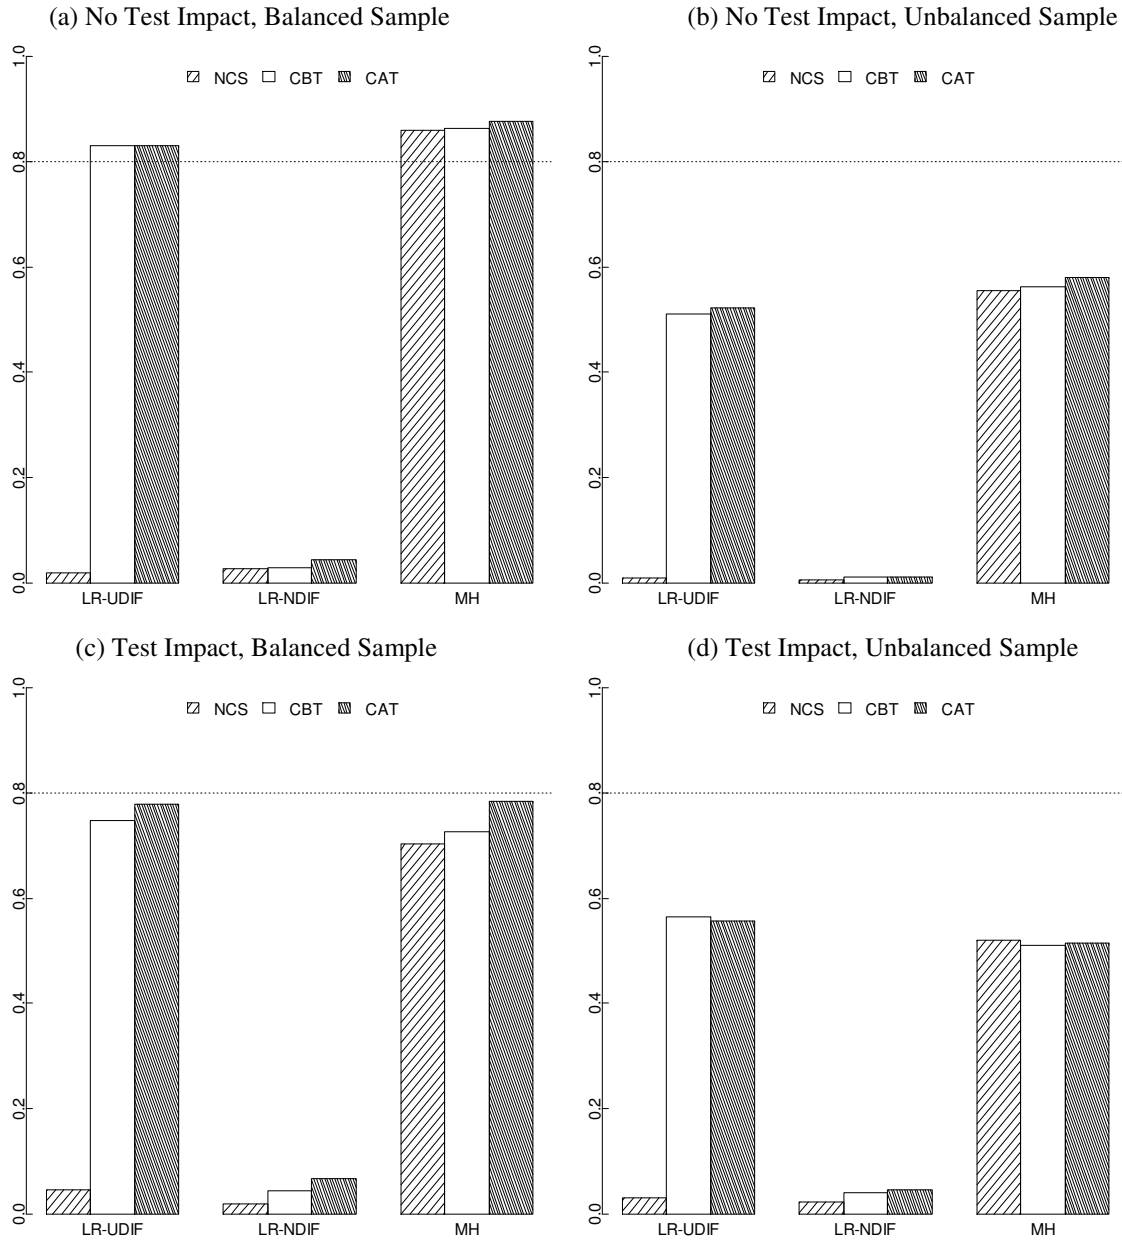 (a) No Test Impact, Balanced Sample
1.0
0.8
0.6
0.4
0.2
0.0
NCS CBT CAT
LR-UDIF LR-NDIF MH
(b) No Test Impact, Unbalanced Sample
1.0
0.8
0.6
0.4
0.2
0.0
NCS CBT CAT
LR-UDIF LR-NDIF MH
(c) Test Impact, Balanced Sample
1.0
0.8
0.6
0.4
0.2
0.0
NCS CBT CAT
LR-UDIF LR-NDIF MH
(d) Test Impact, Unbalanced Sample
1.0
0.8
0.6
0.4
0.2
0.0
NCS CBT CAT
LR-UDIF LR-NDIF MH